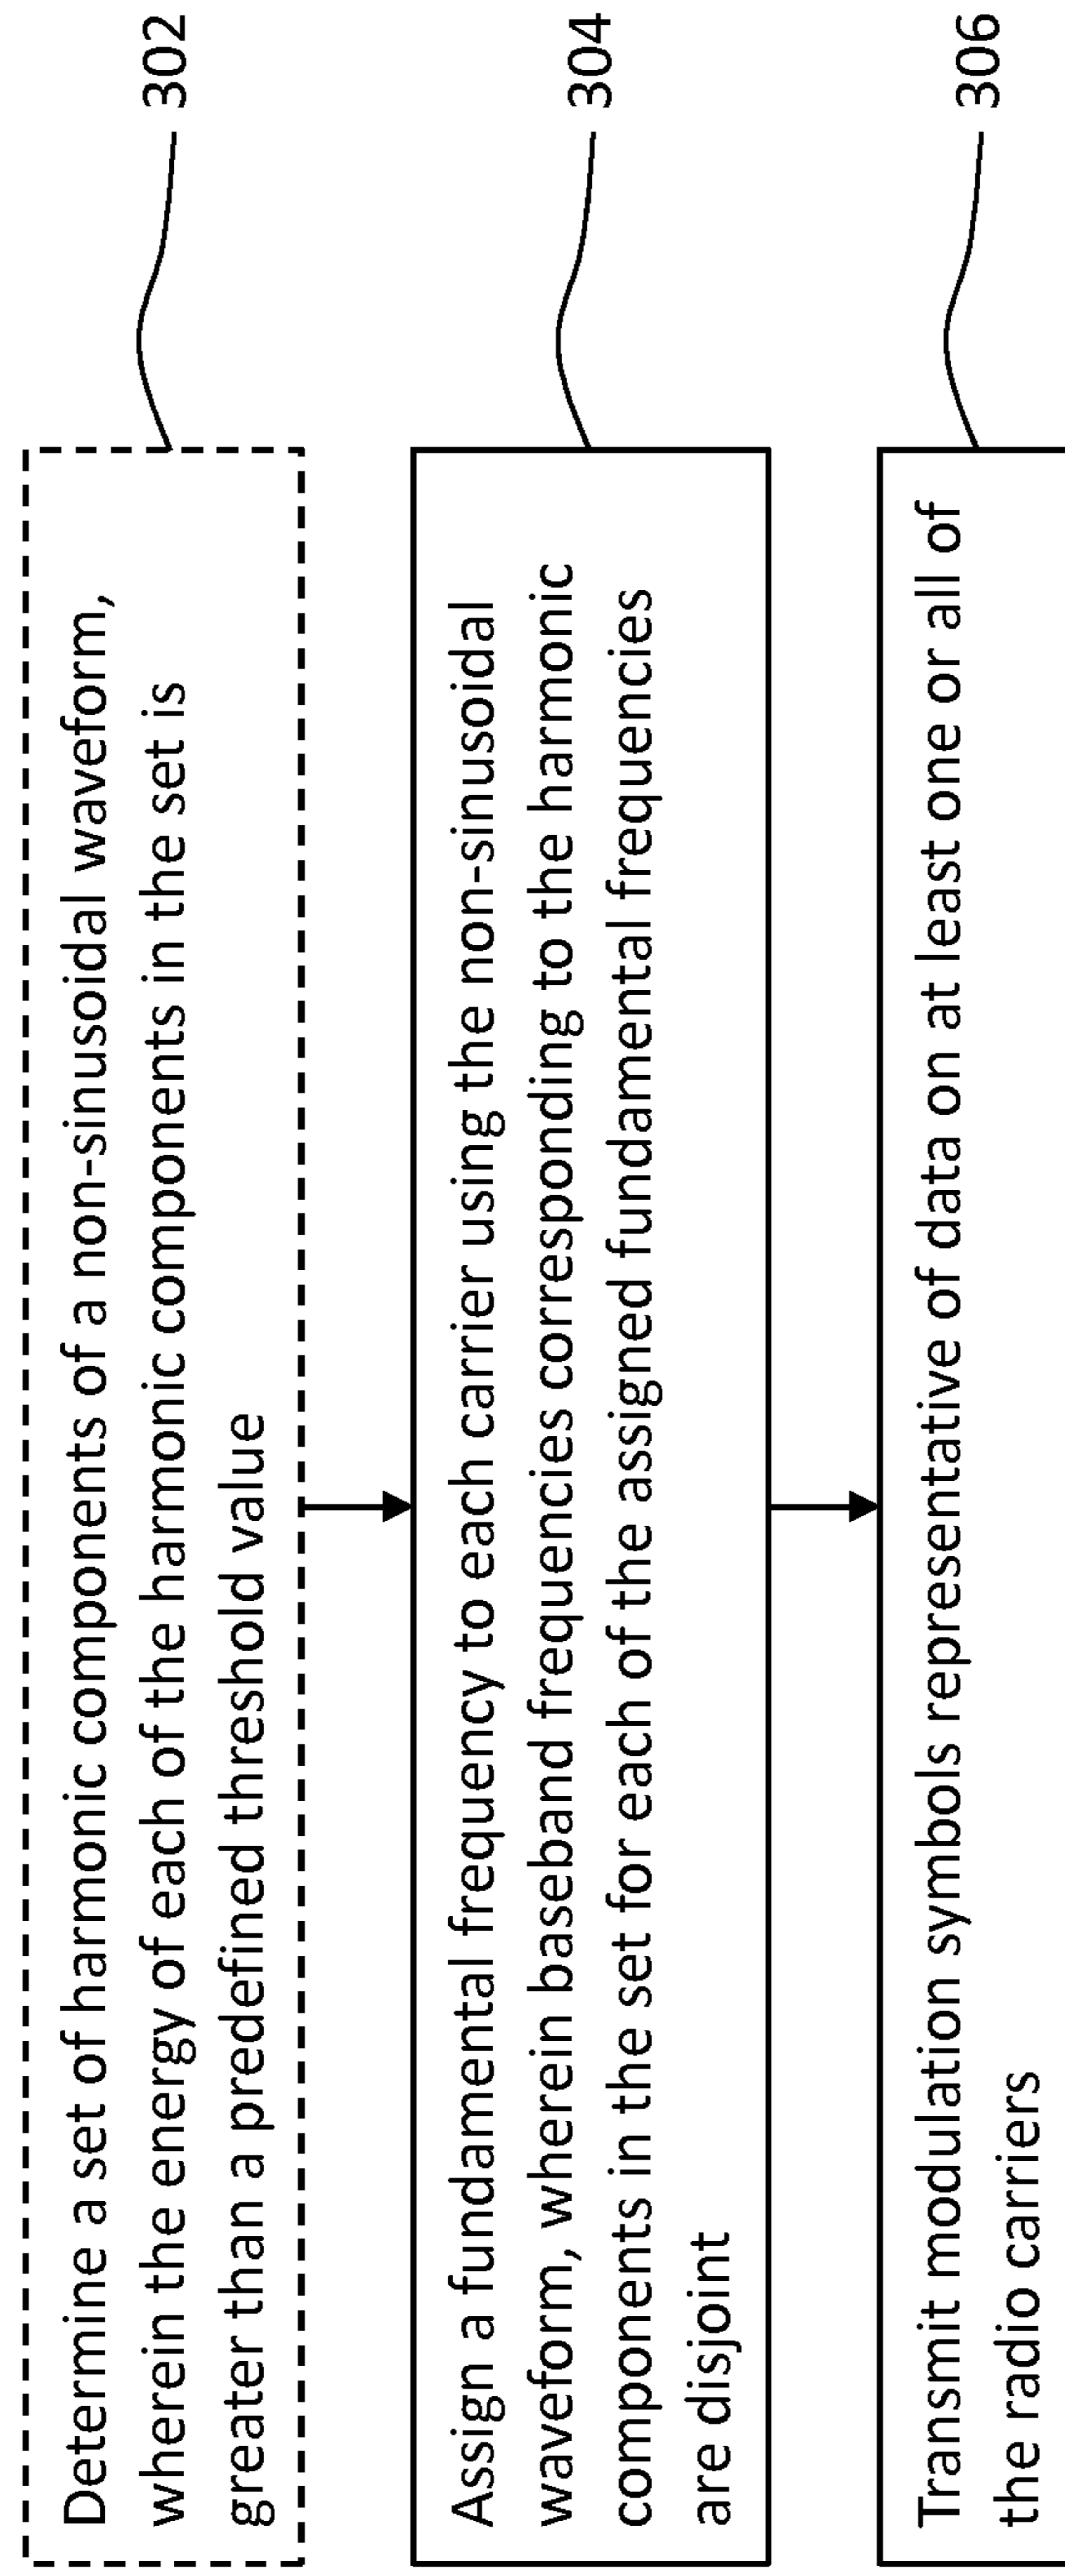 Determine a set of harmonic components of a non-sinusoidal waveform,
wherein the energy of each of the harmonic components in the set is
greater than a predefined threshold value
302
Assign a fundamental frequency to each carrier using the non-sinusoidal
waveform, wherein baseband frequencies corresponding to the harmonic
components in the set for each of the assigned fundamental frequencies
are disjoint
304
Transmit modulation symbols representative of data on at least one or all of
the radio carriers
306